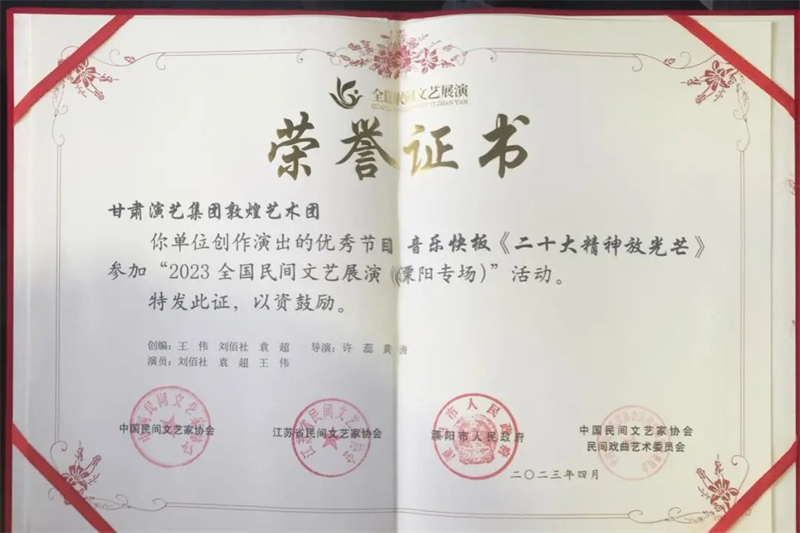 全国民间文艺展演
荣誉证书
甘肃演艺集团敦煌艺术团
你单位创作演出的优秀节目 音乐快板《二十大精神放光芒》
参加“2023全国民间文艺展演（溧阳专场）”活动。
特发此证，以资鼓励。
创编：王 伟 刘佰社 袁 超 导演：许 蕊 黄
演员：刘佰社 袁 超 王 伟
中国民间文艺家协会
江苏省民间文艺家协会
溧阳市人民政府
中国民间文艺家协会
民间戏曲艺术委员会
二〇二三年四月